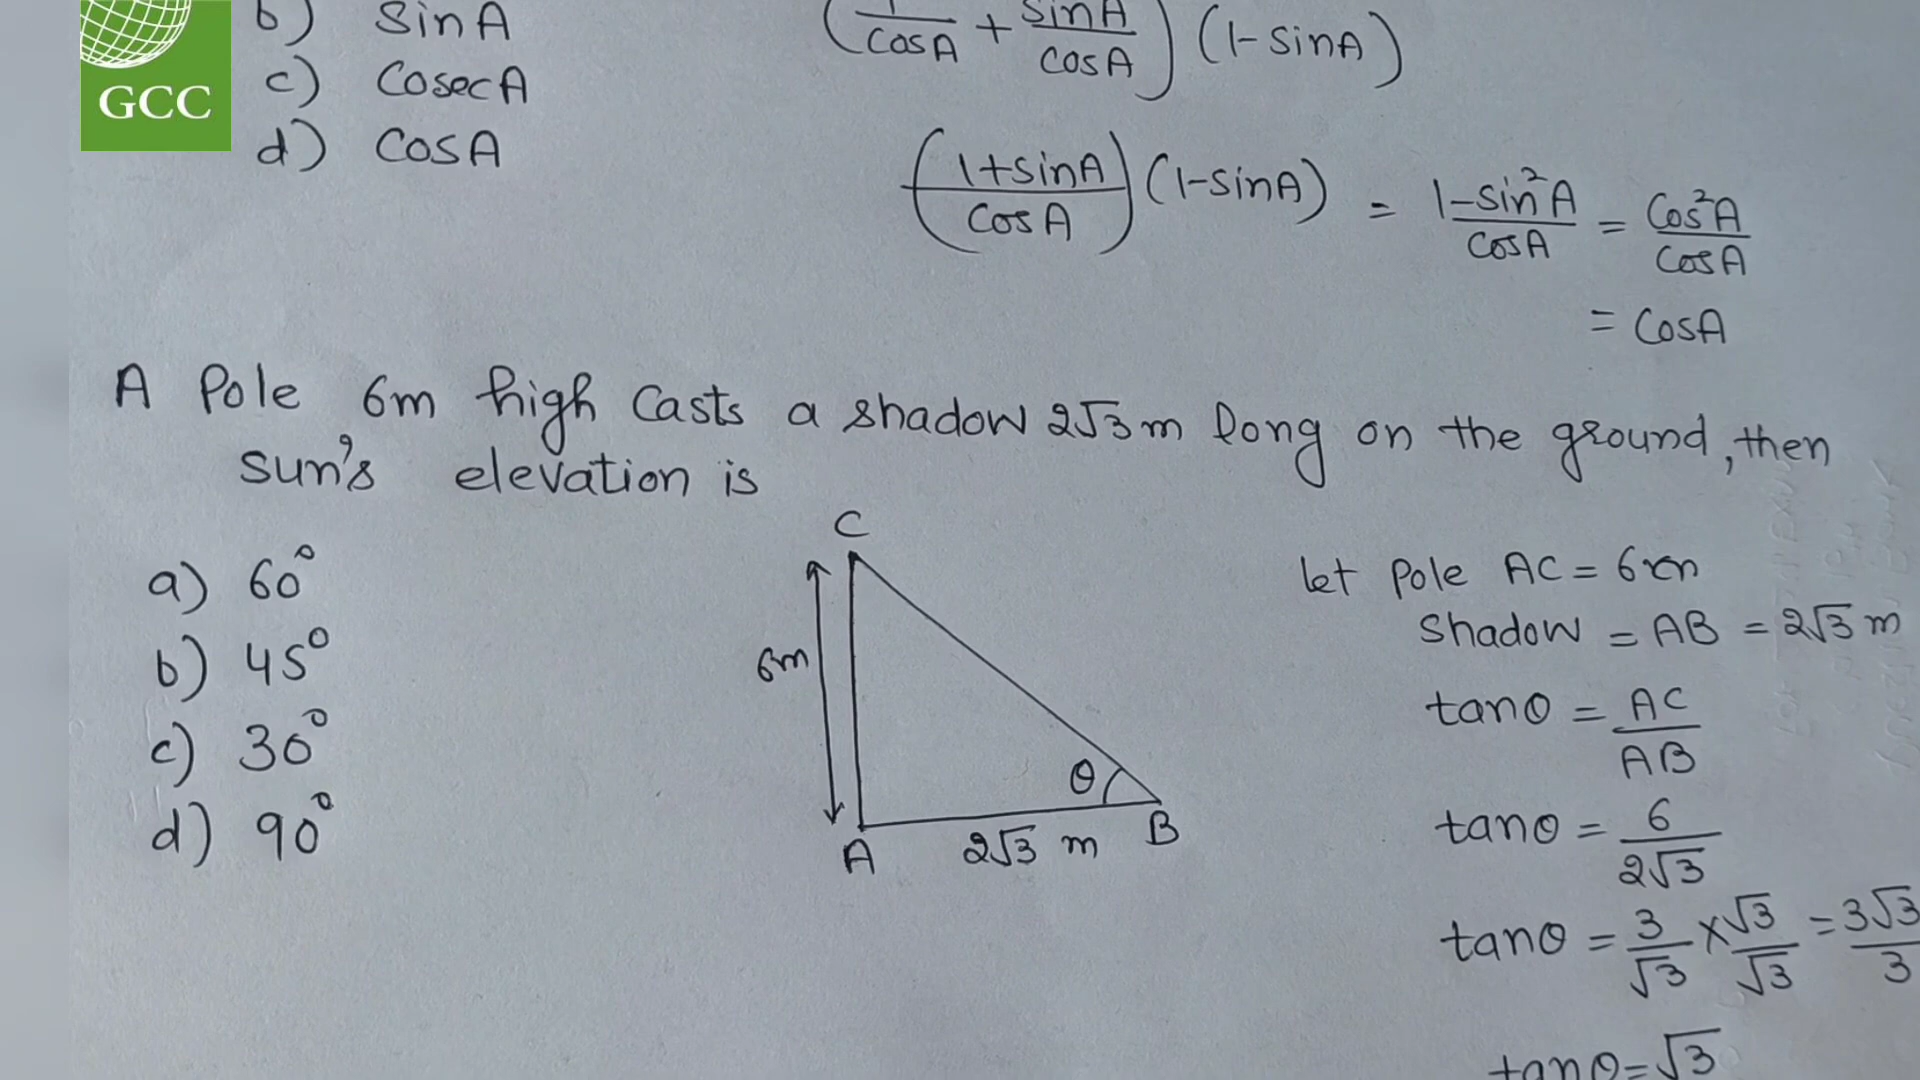 b) sinA
(1/cosA + sinA/cosA) (1-sinA)
c) CosecA
GCC
d) CosA
(1+sinA/CosA) (1-sinA) = 1-sin²A/CosA = Cos²A/CosA
= CosA
A Pole 6m high Casts a shadow 2√3 m long on the ground, then
sun's elevation is
a) 60°
b) 45°
c) 30°
d) 90°
C
6m
θ
A 2√3 m B
let Pole AC = 6m
Shadow = AB = 2√3 m
tanθ = AC/AB
tanθ = 6/2√3
tanθ = 3/√3 × √3/√3 = 3√3/3
tanθ = √3